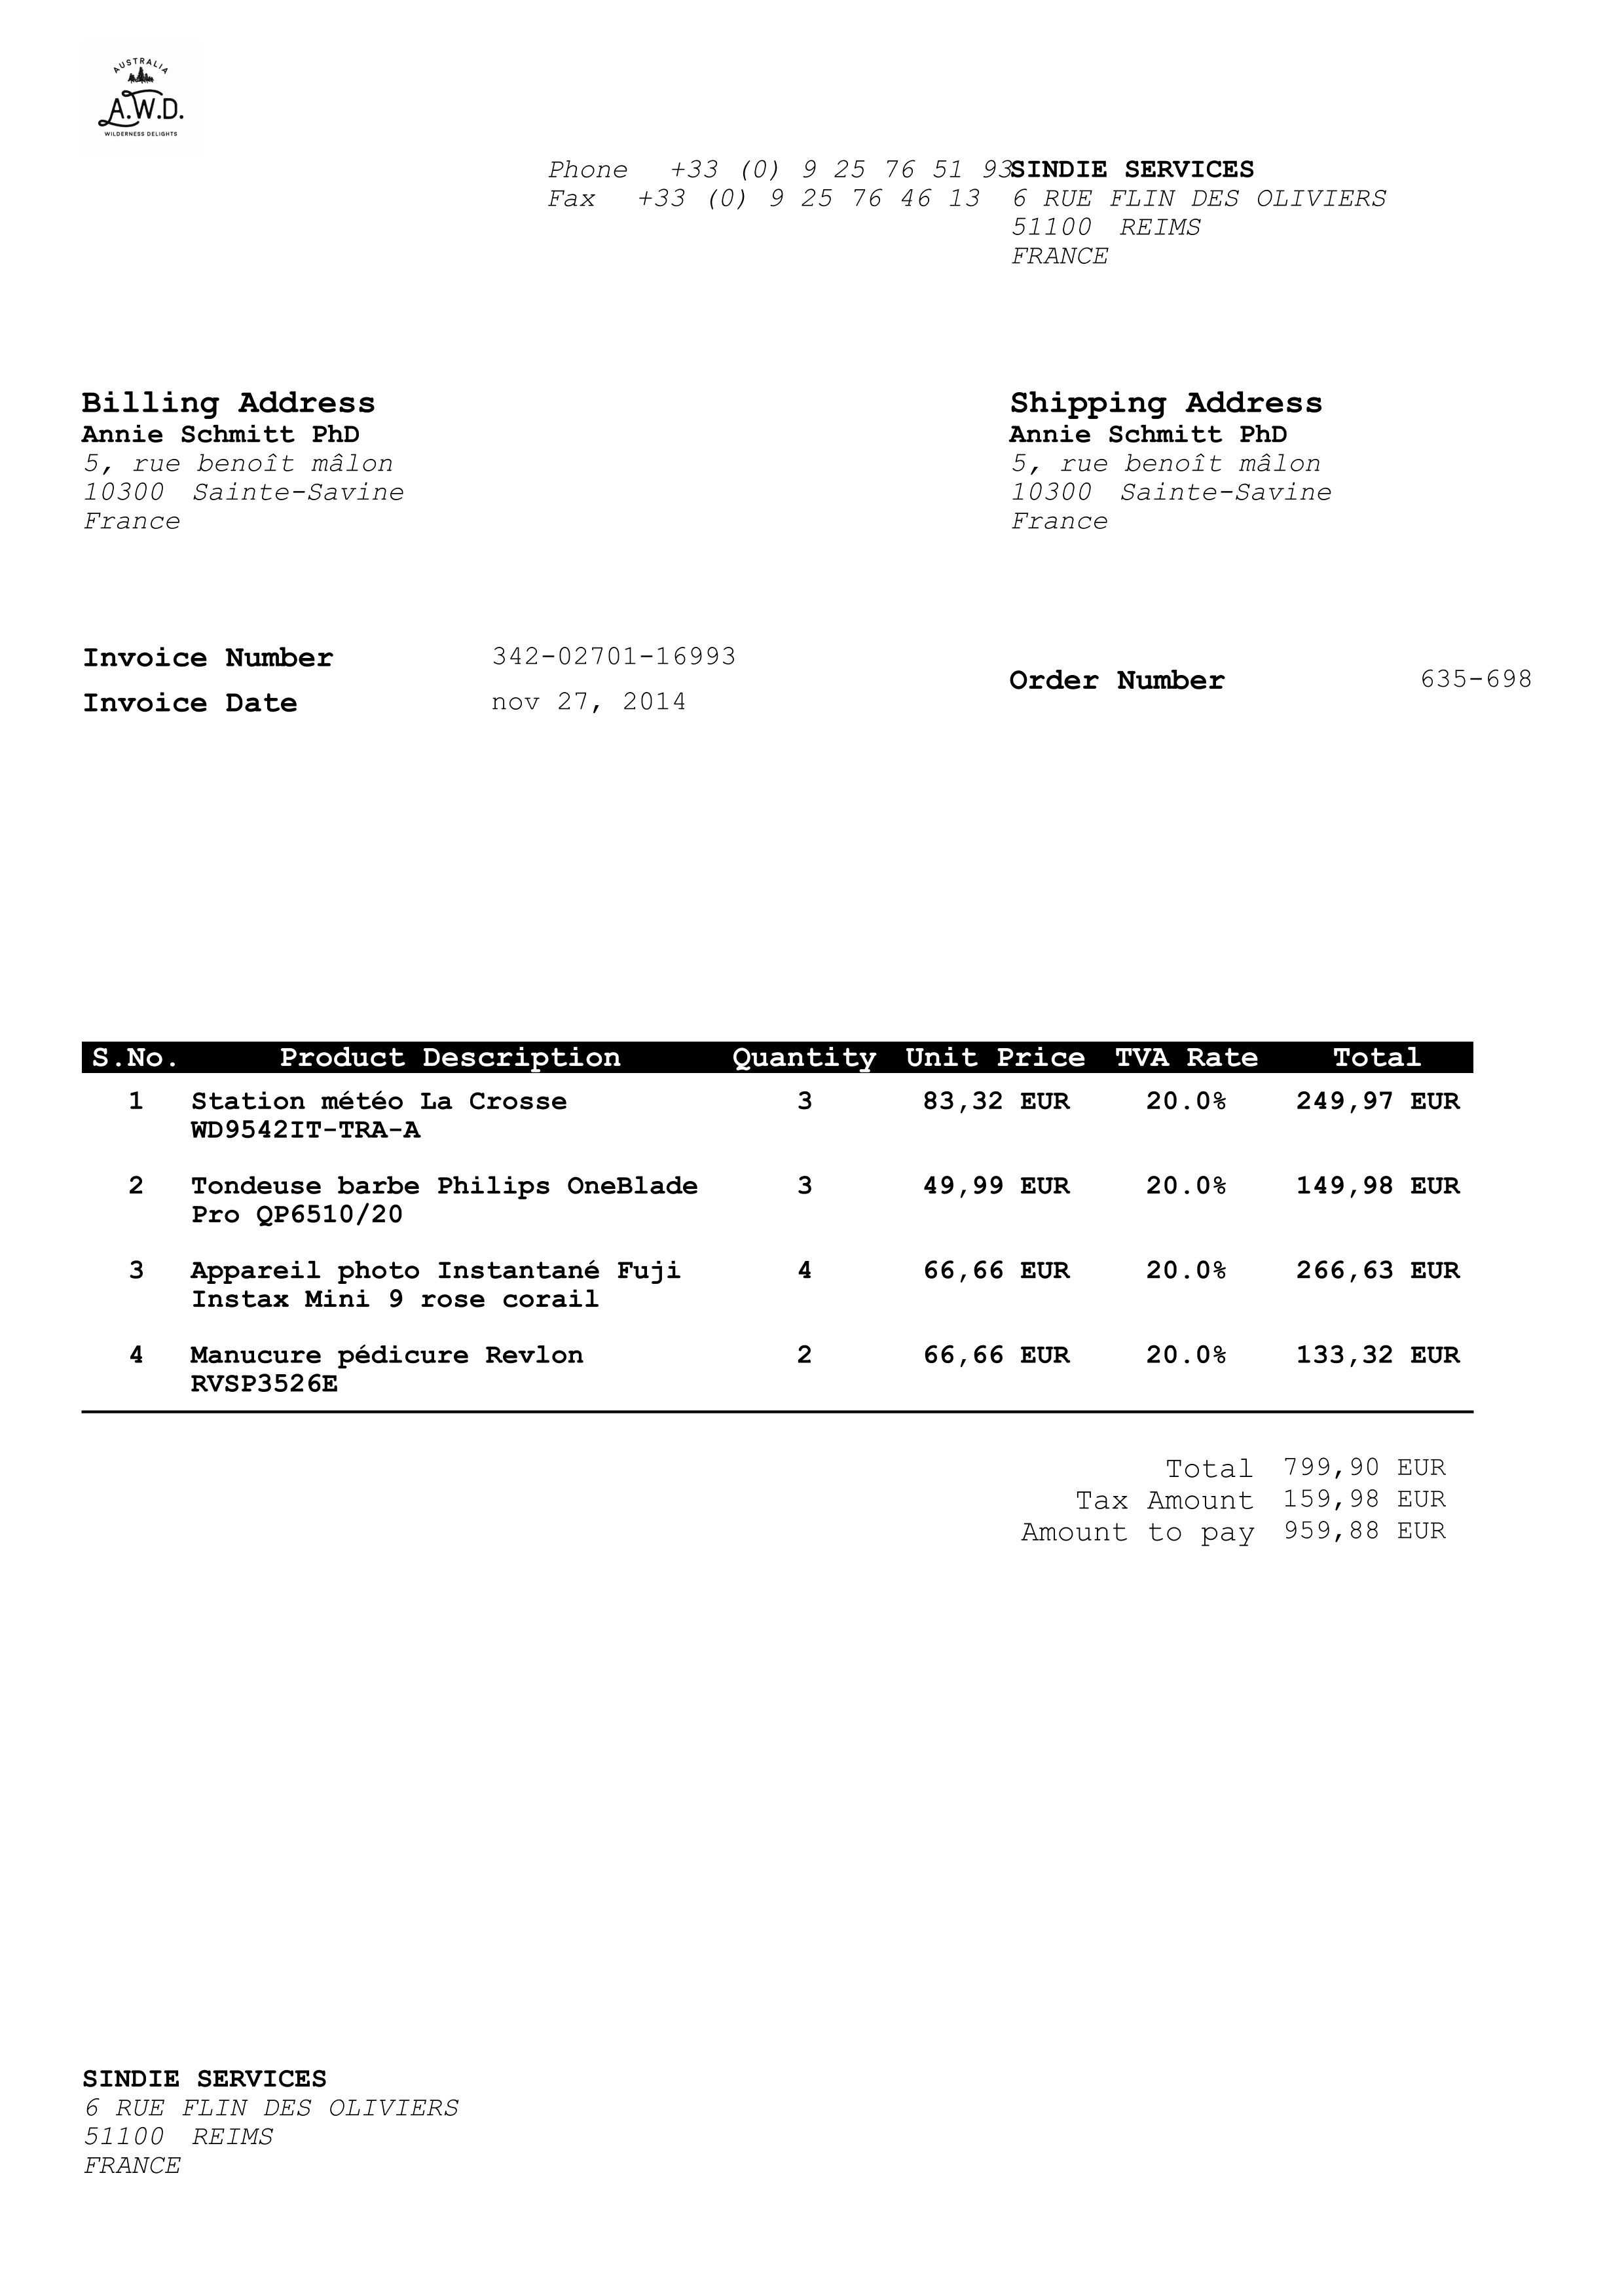 AUSTRALIA
A.W.D.
WILDERNESS DELIGHTS
Phone +33 (0) 9 25 76 51 93
Fax +33 (0) 9 25 76 46 13
SINDIE SERVICES
6 RUE FLIN DES OLIVIERS
51100 REIMS
FRANCE
Billing Address
Annie Schmitt PhD
5, rue benoît mâlon
10300 Sainte-Savine
France
Shipping Address
Annie Schmitt PhD
5, rue benoît mâlon
10300 Sainte-Savine
France
Invoice Number 342-02701-16993
Invoice Date nov 27, 2014
Order Number 635-698
S.No. Product Description Quantity Unit Price TVA Rate Total
1 Station météo La Crosse 3 83,32 EUR 20.0% 249,97 EUR
WD9542IT-TRA-A
2 Tondeuse barbe Philips OneBlade 3 49,99 EUR 20.0% 149,98 EUR
Pro QP6510/20
3 Appareil photo Instantané Fuji 4 66,66 EUR 20.0% 266,63 EUR
Instax Mini 9 rose corail
4 Manucure pédicure Revlon 2 66,66 EUR 20.0% 133,32 EUR
RVSP3526E
Total 799,90 EUR
Tax Amount 159,98 EUR
Amount to pay 959,88 EUR
SINDIE SERVICES
6 RUE FLIN DES OLIVIERS
51100 REIMS
FRANCE